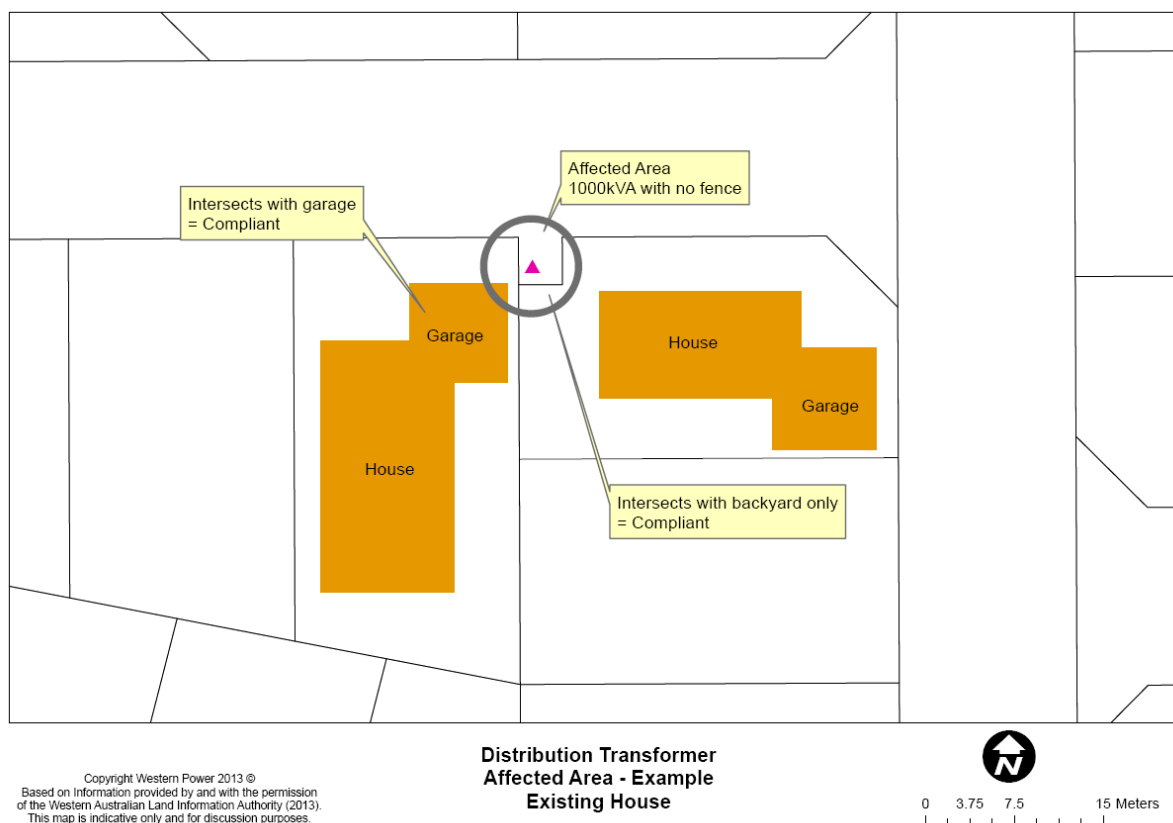 Affected Area
1000kVA with no fence
Intersects with garage
= Compliant
Garage
House
House
Garage
Intersects with backyard only
= Compliant
Copyright Western Power 2013 ©
Based on Information provided by and with the permission
of the Western Australian Land Information Authority (2013).
This map is indicative only and for discussion purposes.
Distribution Transformer
Affected Area - Example
Existing House
N
0 3.75 7.5 15 Meters